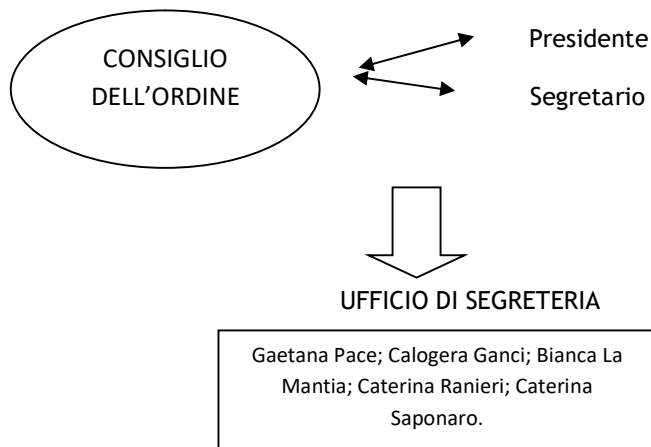 CONSIGLIO
DELL’ORDINE
Presidente
Segretario
UFFICIO DI SEGRETERIA
Gaetana Pace; Calogera Ganci; Bianca La
Mantia; Caterina Ranieri; Caterina
Saponaro.